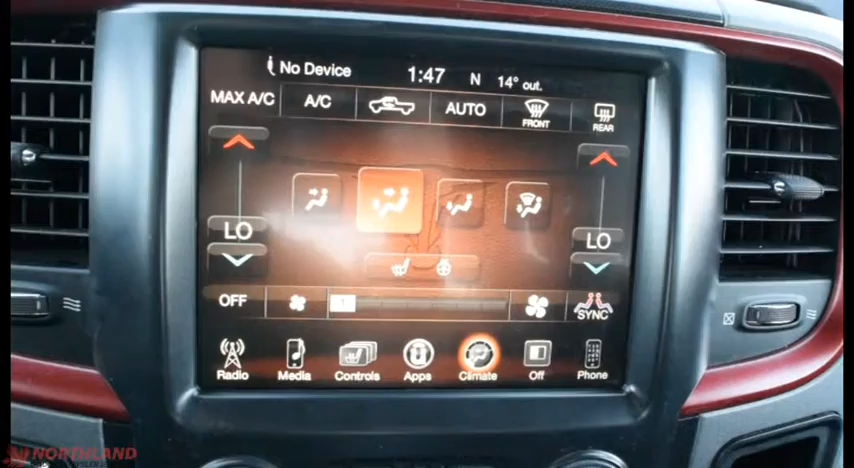 No Device 1:47 N 14° out.
MAX A/C A/C AUTO FRONT REAR
LO LO
OFF 1 SYNC
Radio Media Controls Apps Climate Off Phone
NORTHLAND